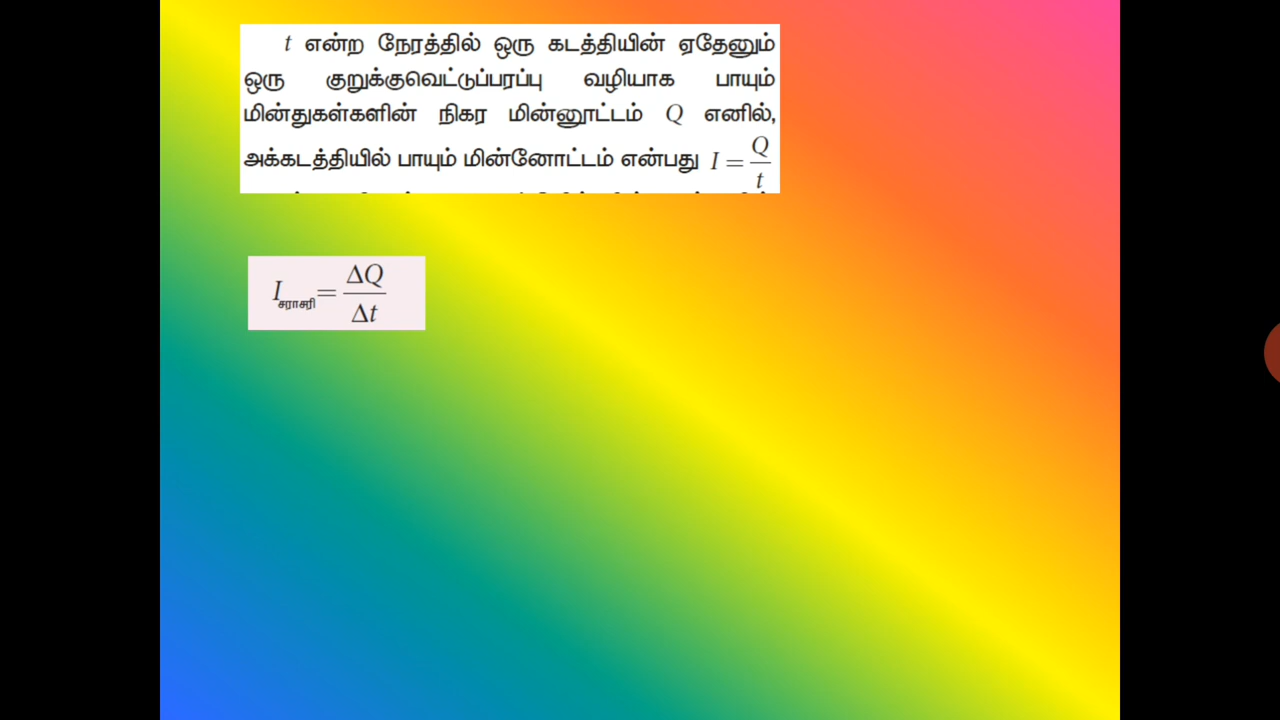 t என்ற நேரத்தில் ஒரு கடத்தியின் ஏதேனும்
ஒரு குறுக்குவெட்டுப்பரப்பு வழியாக பாயும்
மின்துகள்களின் நிகர மின்னூட்டம் Q எனில்,
அக்கடத்தியில் பாயும் மின்னோட்டம் என்பது I = Q/t
I சராசரி = ΔQ/Δt